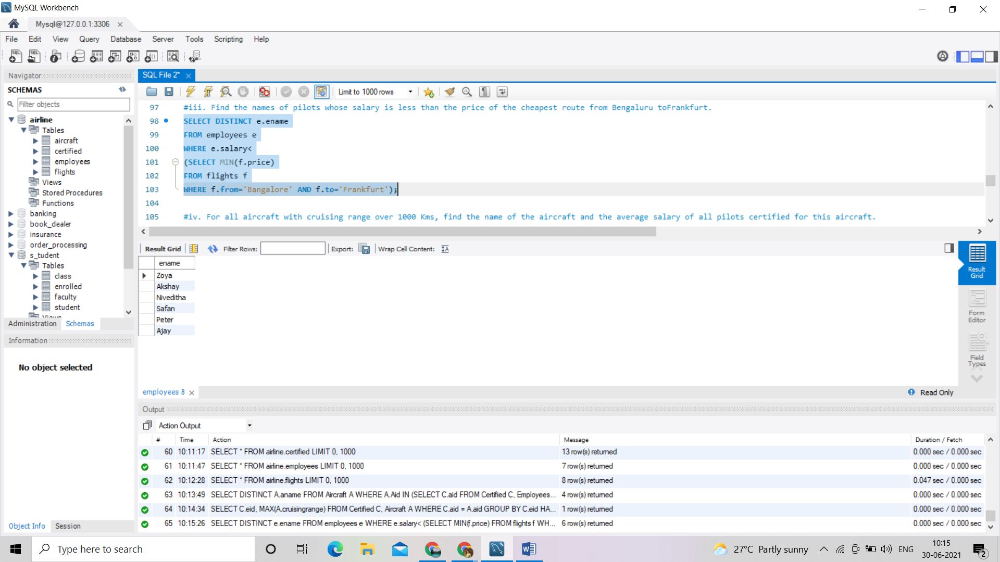 MySQL Workbench
Mysql@127.0.0.1:3306
File Edit View Query Database Server Tools Scripting Help
Navigator
SCHEMAS
Filter objects
airline
Tables
aircraft
certified
employees
flights
Views
Stored Procedures
Functions
banking
book_dealer
insurance
order_processing
s_tudent
Tables
class
enrolled
faculty
student
Views
Administration Schemas
Information
No object selected
Object Info Session
SQL File 2*
Limit to 1000 rows
97 #iii. Find the names of pilots whose salary is less than the price of the cheapest route from Bengaluru toFrankfurt.
98 SELECT DISTINCT e.ename
99 FROM employees e
100 WHERE e.salary<
101 (SELECT MIN(f.price)
102 FROM flights f
103 WHERE f.from='Bangalore' AND f.to='Frankfurt');
104
105 #iv. For all aircraft with cruising range over 1000 Kms, find the name of the aircraft and the average salary of all pilots certified for this aircraft.
Result Grid Filter Rows: Export: Wrap Cell Content:
ename
Zoya
Akshay
Niveditha
Safan
Peter
Ajay
Result
Grid
Form
Editor
Field
Types
employees 8
Read Only
Output
Action Output
# Time Action Message Duration / Fetch
60 10:11:17 SELECT * FROM airline.certified LIMIT 0, 1000 13 row(s) returned 0.000 sec / 0.000 sec
61 10:11:47 SELECT * FROM airline.employees LIMIT 0, 1000 7 row(s) returned 0.000 sec / 0.000 sec
62 10:12:28 SELECT * FROM airline.flights LIMIT 0, 1000 8 row(s) returned 0.047 sec / 0.000 sec
63 10:13:49 SELECT DISTINCT A.aname FROM Aircraft A WHERE A.Aid IN (SELECT C.aid FROM Certified C, Employees... 4 row(s) returned 0.000 sec / 0.000 sec
64 10:14:34 SELECT C.eid, MAX(A.cruisingrange) FROM Certified C, Aircraft A WHERE C.aid = A.aid GROUP BY C.eid HA... 1 row(s) returned 0.000 sec / 0.000 sec
65 10:15:26 SELECT DISTINCT e.ename FROM employees e WHERE e.salary< (SELECT MIN(f.price) FROM flights f WH... 6 row(s) returned 0.000 sec / 0.000 sec
Type here to search
27°C Partly sunny
ENG
10:15
30-06-2021
2